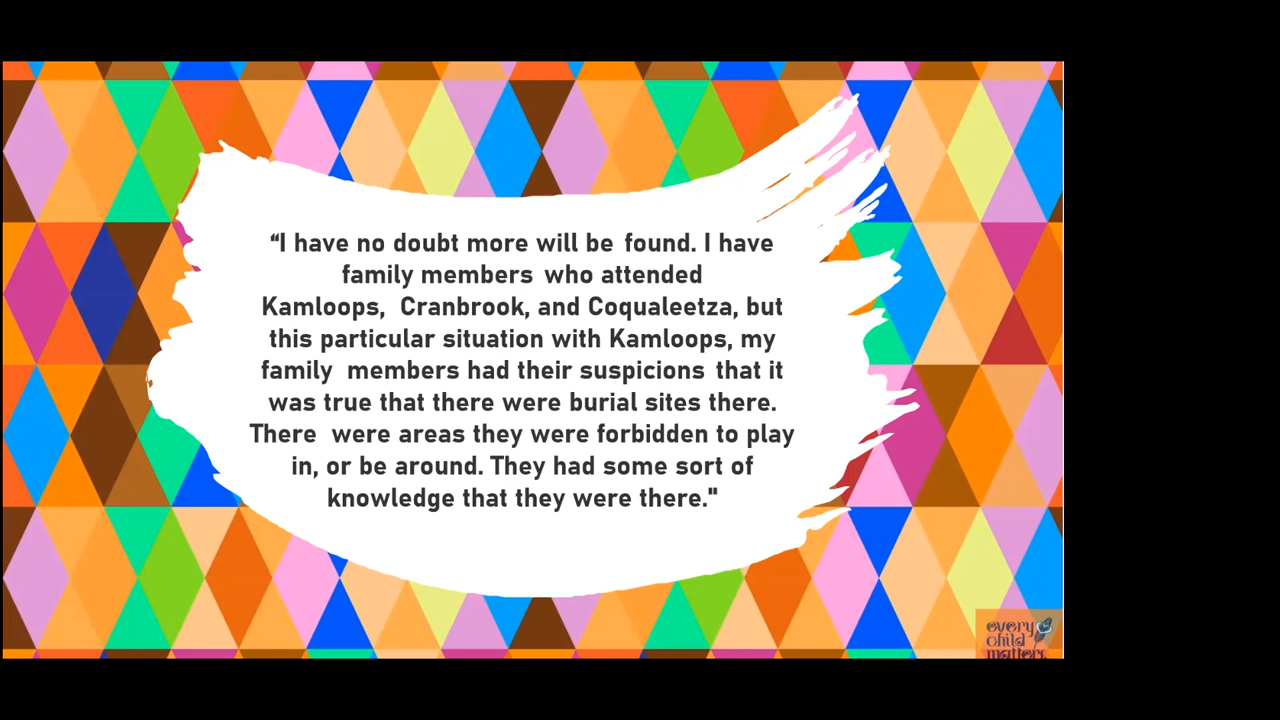 “I have no doubt more will be found. I have
family members who attended
Kamloops, Cranbrook, and Coqualeetza, but
this particular situation with Kamloops, my
family members had their suspicions that it
was true that there were burial sites there.
There were areas they were forbidden to play
in, or be around. They had some sort of
knowledge that they were there."
every
child
matters